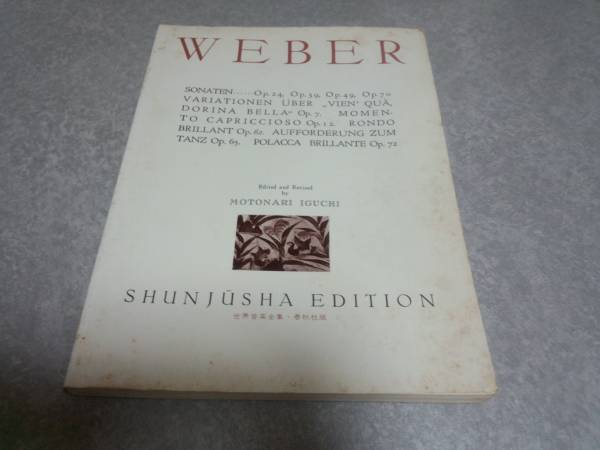 WEBER
SONATEN.....Op. 24, Op. 39, Op. 49, Op. 70
VARIATIONEN ÜBER „VIEN' QUÀ,
DORINA BELLA" Op. 7. MOMEN-
TO CAPRICCIOSO Op. 12. RONDO
BRILLANT Op. 62. AUFFORDERUNG ZUM
TANZ Op. 65. POLACCA BRILLANTE Op. 72
Edited and Revised
by
MOTONARI IGUCHI
SHUNJŪSHA EDITION
世界音楽全集・春秋社版